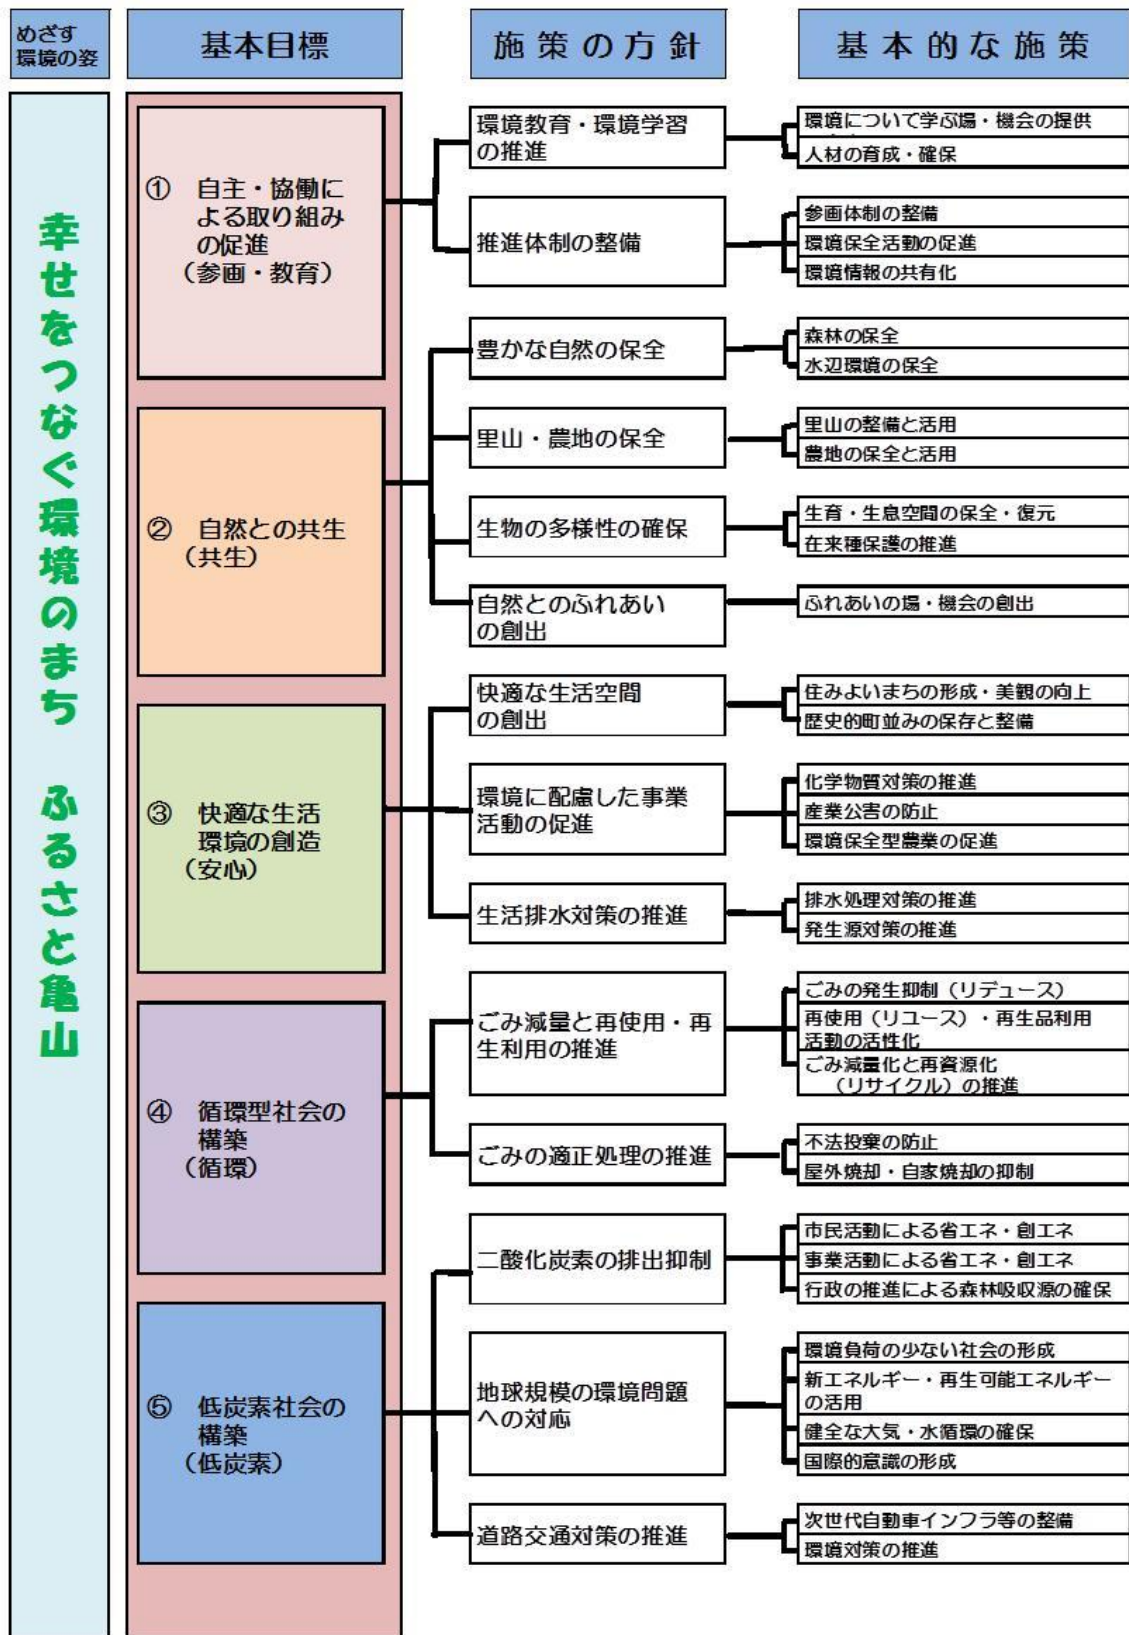 めざす
環境の姿
基本目標
施策の方針
基本的な施策
幸せをつなぐ環境のまち　ふるさと亀山
①　自主・協働に
よる取り組み
の促進
（参画・教育）
環境教育・環境学習
の推進
環境について学ぶ場・機会の提供
人材の育成・確保
推進体制の整備
参画体制の整備
環境保全活動の促進
環境情報の共有化
②　自然との共生
（共生）
豊かな自然の保全
森林の保全
水辺環境の保全
里山・農地の保全
里山の整備と活用
農地の保全と活用
生物の多様性の確保
生育・生息空間の保全・復元
在来種保護の推進
自然とのふれあい
の創出
ふれあいの場・機会の創出
③　快適な生活
環境の創造
（安心）
快適な生活空間
の創出
住みよいまちの形成・美観の向上
歴史的町並みの保存と整備
環境に配慮した事業
活動の促進
化学物質対策の推進
産業公害の防止
環境保全型農業の促進
生活排水対策の推進
排水処理対策の推進
発生源対策の推進
④　循環型社会の
構築
（循環）
ごみ減量と再使用・再
生利用の推進
ごみの発生抑制（リデュース）
再使用（リユース）・再生品利用
活動の活性化
ごみ減量化と再資源化
（リサイクル）の推進
ごみの適正処理の推進
不法投棄の防止
屋外焼却・自家焼却の抑制
⑤　低炭素社会の
構築
（低炭素）
二酸化炭素の排出抑制
市民活動による省エネ・創エネ
事業活動による省エネ・創エネ
行政の推進による森林吸収源の確保
地球規模の環境問題
への対応
環境負荷の少ない社会の形成
新エネルギー・再生可能エネルギー
の活用
健全な大気・水循環の確保
国際的意識の形成
道路交通対策の推進
次世代自動車インフラ等の整備
環境対策の推進